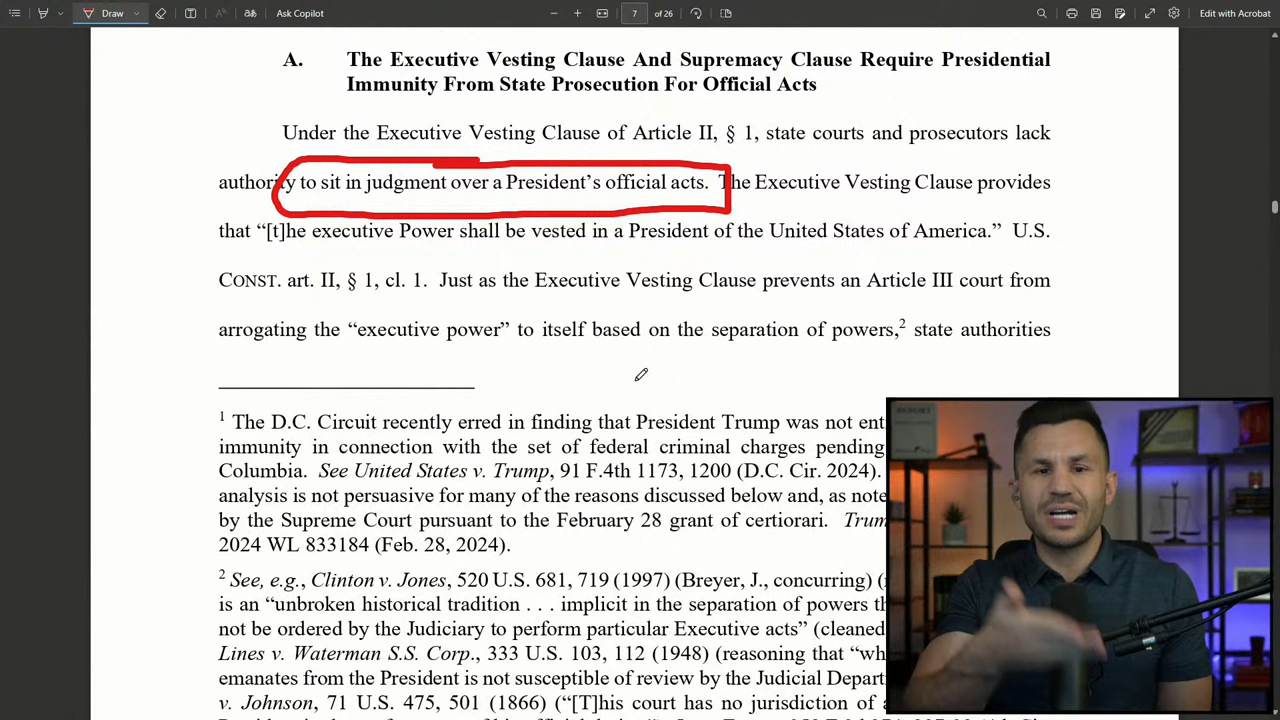 Draw
Ask Copilot
7 of 26
Edit with Acrobat
A. The Executive Vesting Clause And Supremacy Clause Require Presidential
Immunity From State Prosecution For Official Acts
Under the Executive Vesting Clause of Article II, § 1, state courts and prosecutors lack
authority to sit in judgment over a President’s official acts. The Executive Vesting Clause provides
that “[t]he executive Power shall be vested in a President of the United States of America.” U.S.
CONST. art. II, § 1, cl. 1. Just as the Executive Vesting Clause prevents an Article III court from
arrogating the “executive power” to itself based on the separation of powers,2 state authorities
1 The D.C. Circuit recently erred in finding that President Trump was not
immunity in connection with the set of federal criminal charges pending
Columbia. See United States v. Trump, 91 F.4th 1173, 1200 (D.C. Cir. 2024).
analysis is not persuasive for many of the reasons discussed below and, as
by the Supreme Court pursuant to the February 28 grant of certiorari.
2024 WL 833184 (Feb. 28, 2024).
2 See, e.g., Clinton v. Jones, 520 U.S. 681, 719 (1997) (Breyer, J., concurring)
is an “unbroken historical tradition . . . implicit in the separation of powers
not be ordered by the Judiciary to perform particular Executive acts” (cleaned
Lines v. Waterman S.S. Corp., 333 U.S. 103, 112 (1948) (reasoning that
emanates from the President is not susceptible of review by the Judicial
v. Johnson, 71 U.S. 475, 501 (1866) (“[T]his court has no jurisdiction of